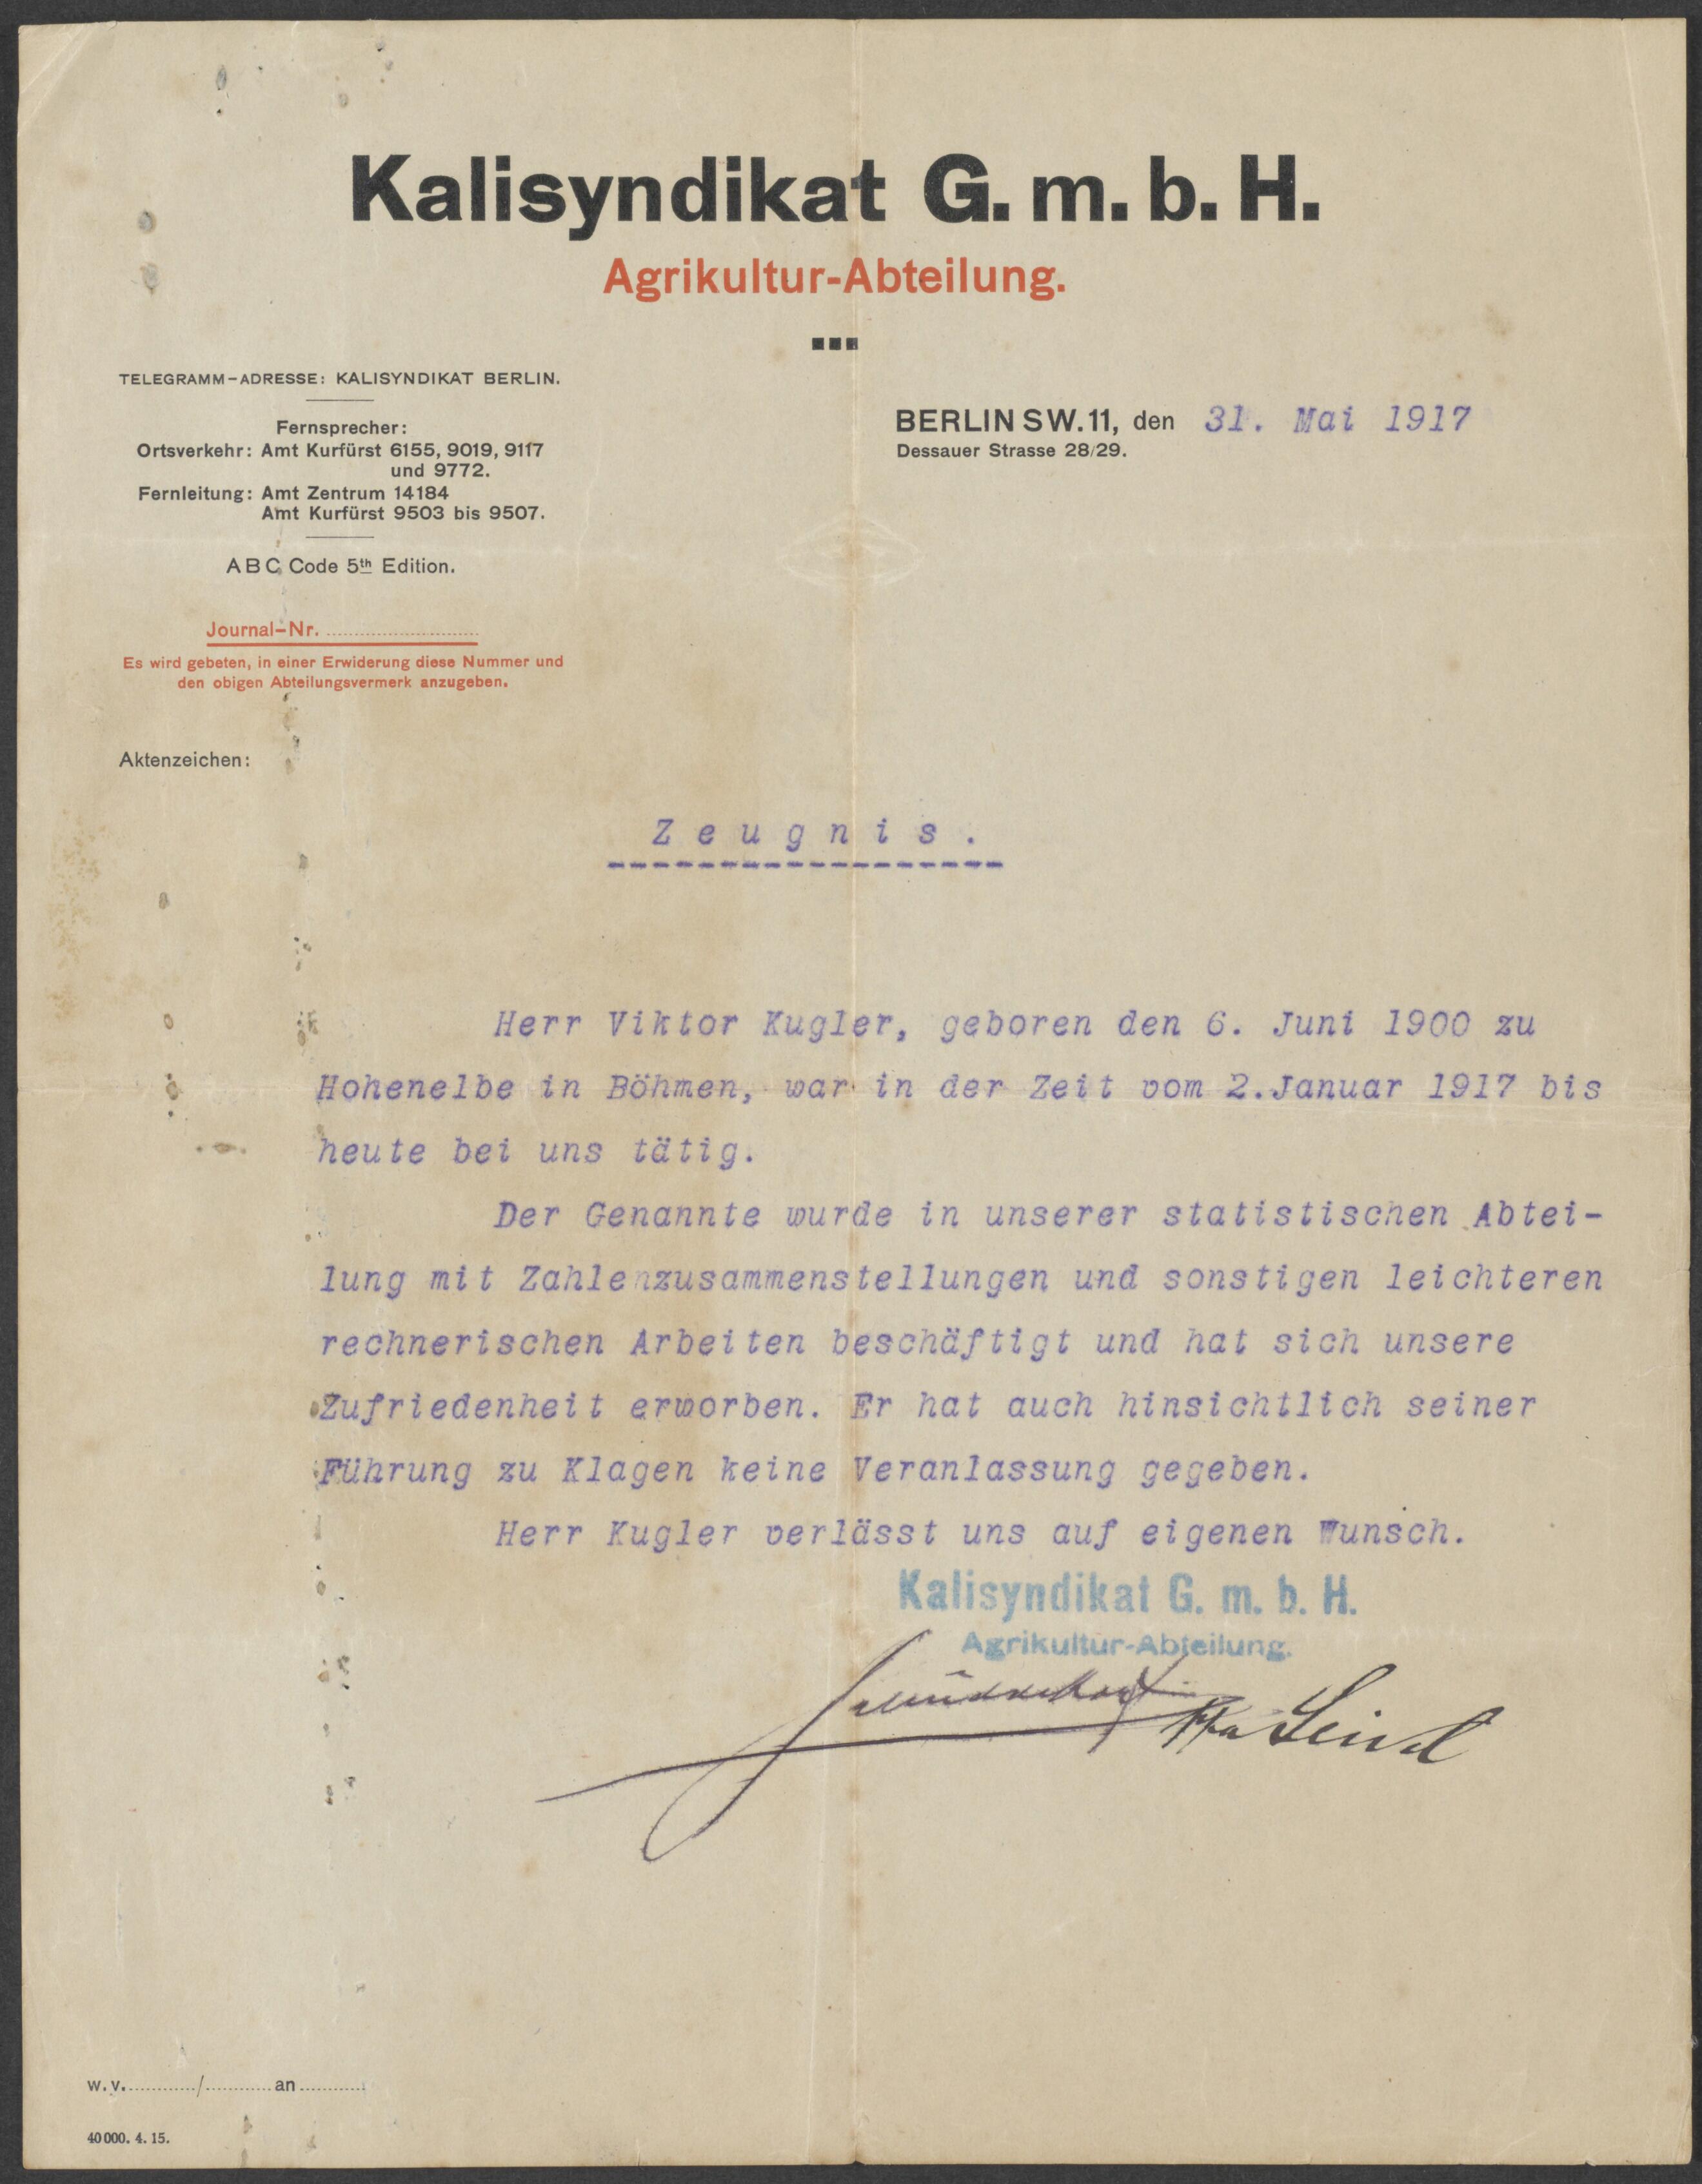 Kalisyndikat G. m. b. H.
Agrikultur-Abteilung.
TELEGRAMM-ADRESSE: KALISYNDIKAT BERLIN.
Fernsprecher:
Ortsverkehr: Amt Kurfürst 6155, 9019, 9117
und 9772.
Fernleitung: Amt Zentrum 14184
Amt Kurfürst 9503 bis 9507.
ABC Code 5th Edition.
Journal-Nr.
Es wird gebeten, in einer Erwiderung diese Nummer und
den obigen Abteilungsvermerk anzugeben.
Aktenzeichen:
BERLIN SW. 11, den 31. Mai 1917
Dessauer Strasse 28/29.
Zeugnis.
Herr Viktor Kugler, geboren den 6. Juni 1900 zu
Hohenelbe in Böhmen, war in der Zeit vom 2.Januar 1917 bis
heute bei uns tätig.
Der Genannte wurde in unserer statistischen Abtei-
lung mit Zahlenzusammenstellungen und sonstigen leichteren
rechnerischen Arbeiten beschäftigt und hat sich unsere
Zufriedenheit erworben. Er hat auch hinsichtlich seiner
Führung zu Klagen keine Veranlassung gegeben.
Herr Kugler verlässt uns auf eigenen Wunsch.
Kalisyndikat G. m. b. H.
Agrikultur-Abteilung.
w. v. / an
40000. 4. 15.